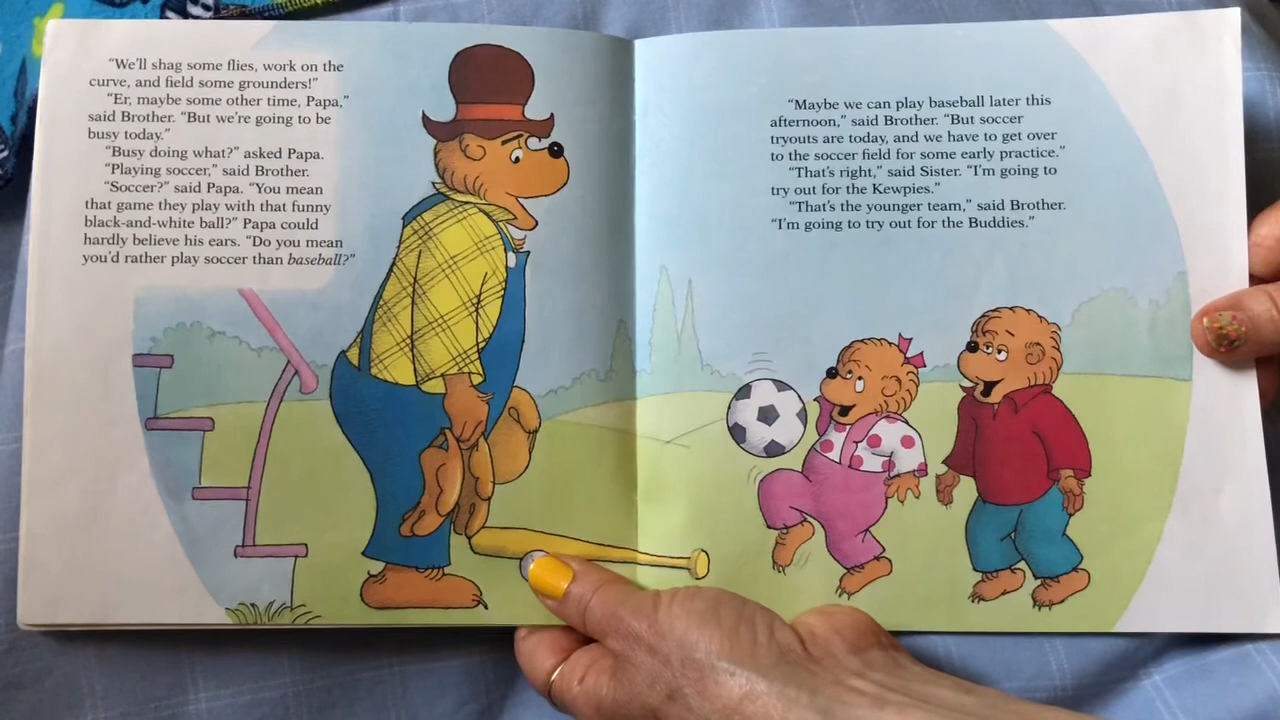 “We’ll shag some flies, work on the
curve, and field some grounders!”
“Er, maybe some other time, Papa,”
said Brother. “But we’re going to be
busy today.”
“Busy doing what?” asked Papa.
“Playing soccer,” said Brother.
“Soccer?” said Papa. “You mean
that game they play with that funny
black-and-white ball?” Papa could
hardly believe his ears. “Do you mean
you’d rather play soccer than baseball?”
“Maybe we can play baseball later this
afternoon,” said Brother. “But soccer
tryouts are today, and we have to get over
to the soccer field for some early practice.”
“That’s right,” said Sister. “I’m going to
try out for the Kewpies.”
“That’s the younger team,” said Brother.
“I’m going to try out for the Buddies.”